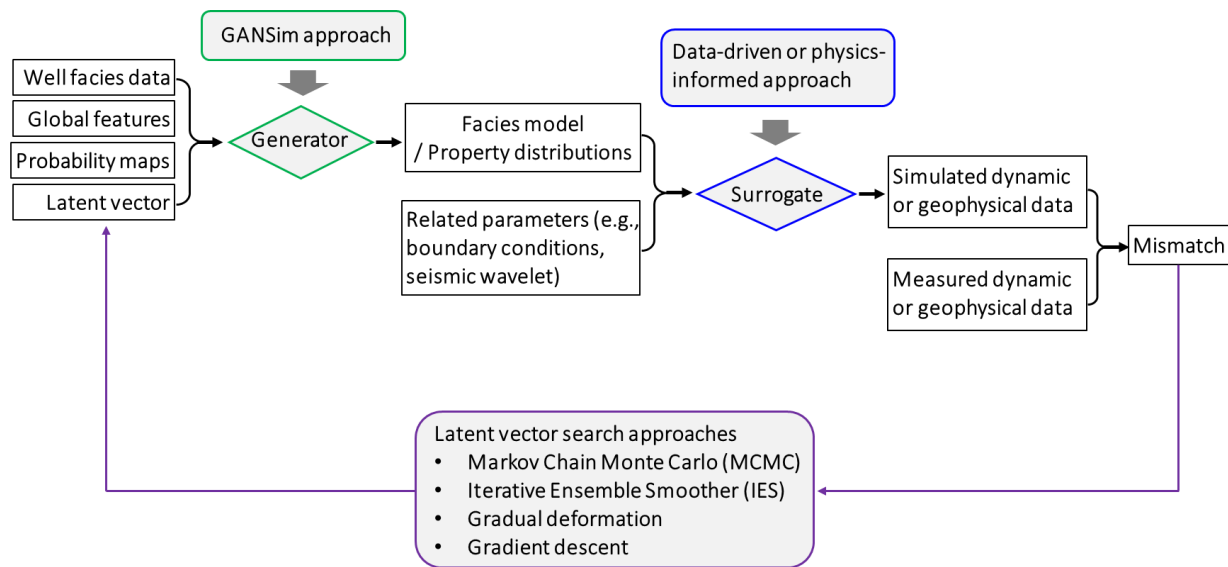 GANSim approach
Well facies data
Global features
Probability maps
Latent vector
Generator
Facies model
/ Property distributions
Related parameters (e.g.,
boundary conditions,
seismic wavelet)
Data-driven or physics-
informed approach
Surrogate
Simulated dynamic
or geophysical data
Measured dynamic
or geophysical data
Mismatch
Latent vector search approaches
• Markov Chain Monte Carlo (MCMC)
• Iterative Ensemble Smoother (IES)
• Gradual deformation
• Gradient descent